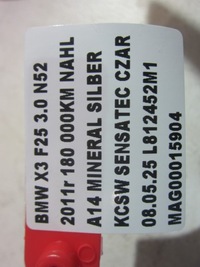 BMW X3 F25 3.0 N52
2011r 180 000KM NAHL
A14 MINERAL SILBER
KCSW SENSATEC CZAR
08.05.25 L812452M1
MAG00015904